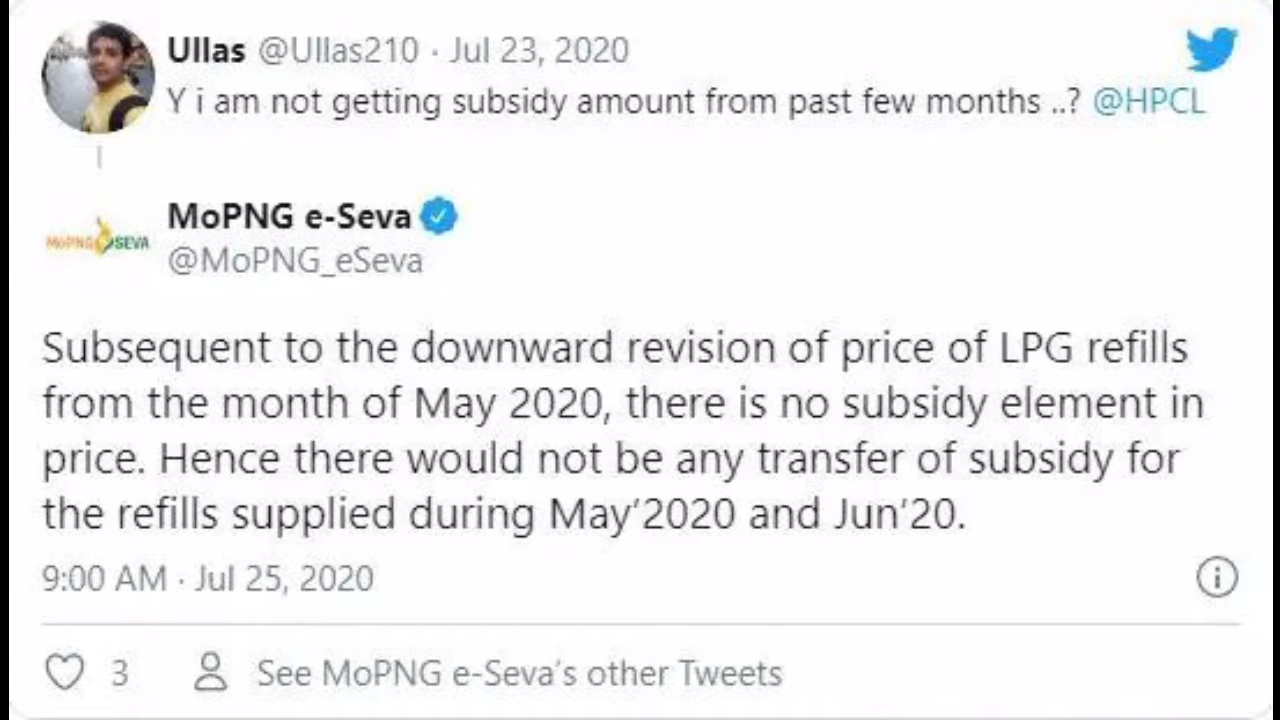 Ullas @Ullas210 · Jul 23, 2020
Y i am not getting subsidy amount from past few months ..? @HPCL
MoPNG e-Seva
MoPNG SEVA
@MoPNG_eSeva
Subsequent to the downward revision of price of LPG refills
from the month of May 2020, there is no subsidy element in
price. Hence there would not be any transfer of subsidy for
the refills supplied during May'2020 and Jun'20.
9:00 AM · Jul 25, 2020
3 See MoPNG e-Seva's other Tweets